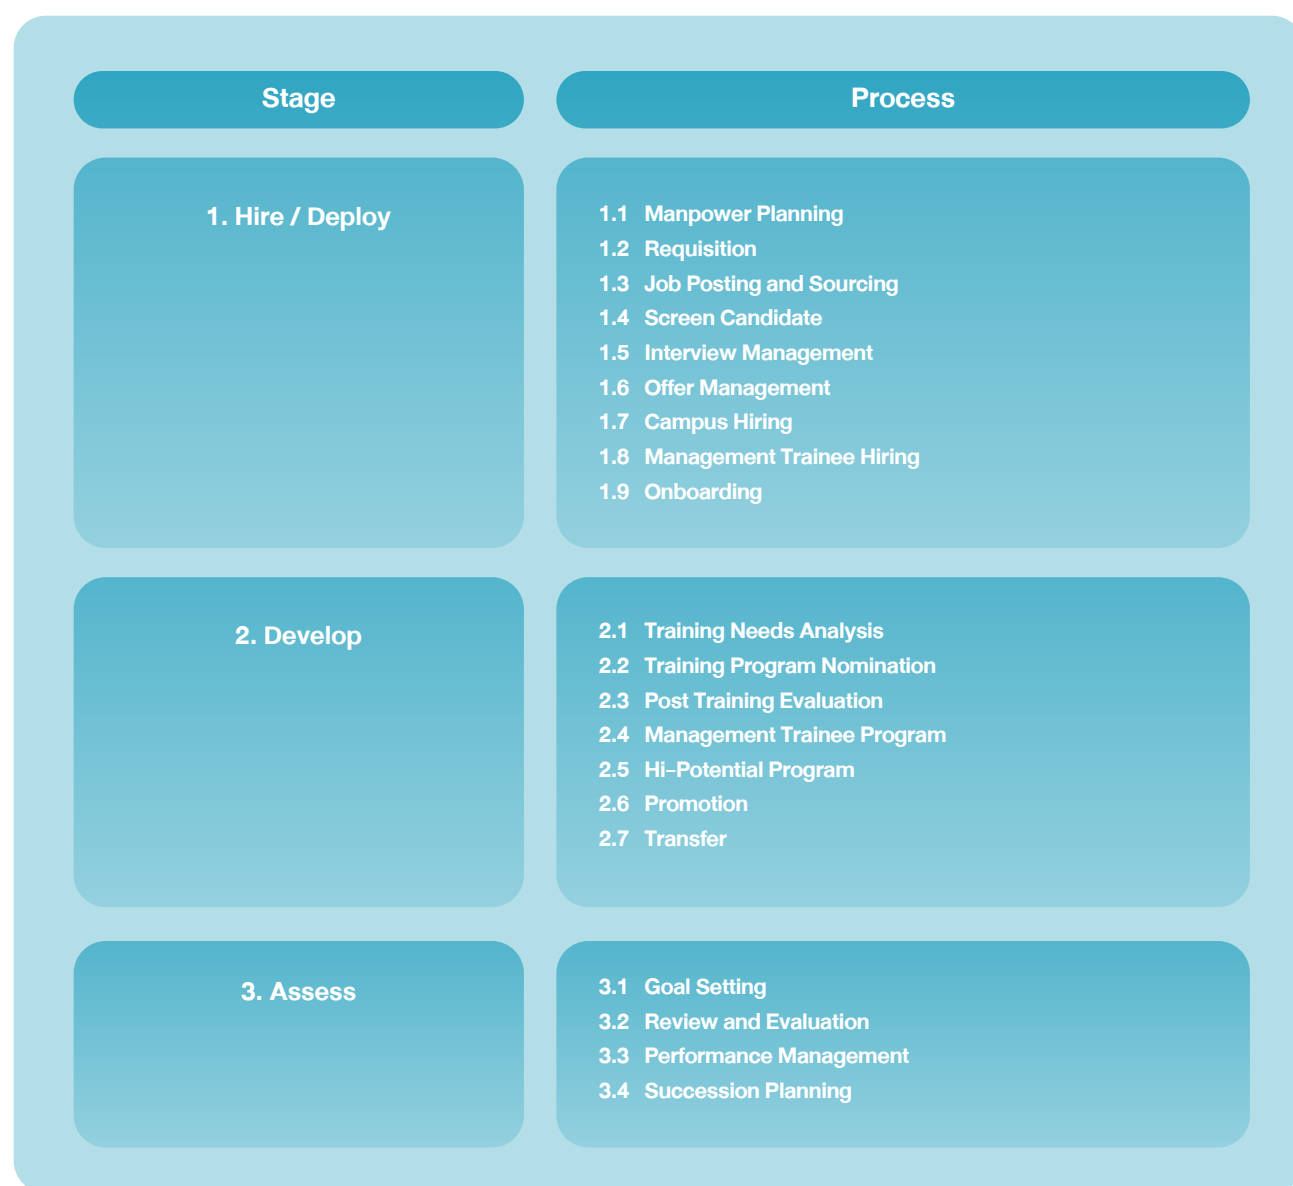 Stage
Process
1. Hire / Deploy
1.1 Manpower Planning
1.2 Requisition
1.3 Job Posting and Sourcing
1.4 Screen Candidate
1.5 Interview Management
1.6 Offer Management
1.7 Campus Hiring
1.8 Management Trainee Hiring
1.9 Onboarding
2. Develop
2.1 Training Needs Analysis
2.2 Training Program Nomination
2.3 Post Training Evaluation
2.4 Management Trainee Program
2.5 Hi–Potential Program
2.6 Promotion
2.7 Transfer
3. Assess
3.1 Goal Setting
3.2 Review and Evaluation
3.3 Performance Management
3.4 Succession Planning